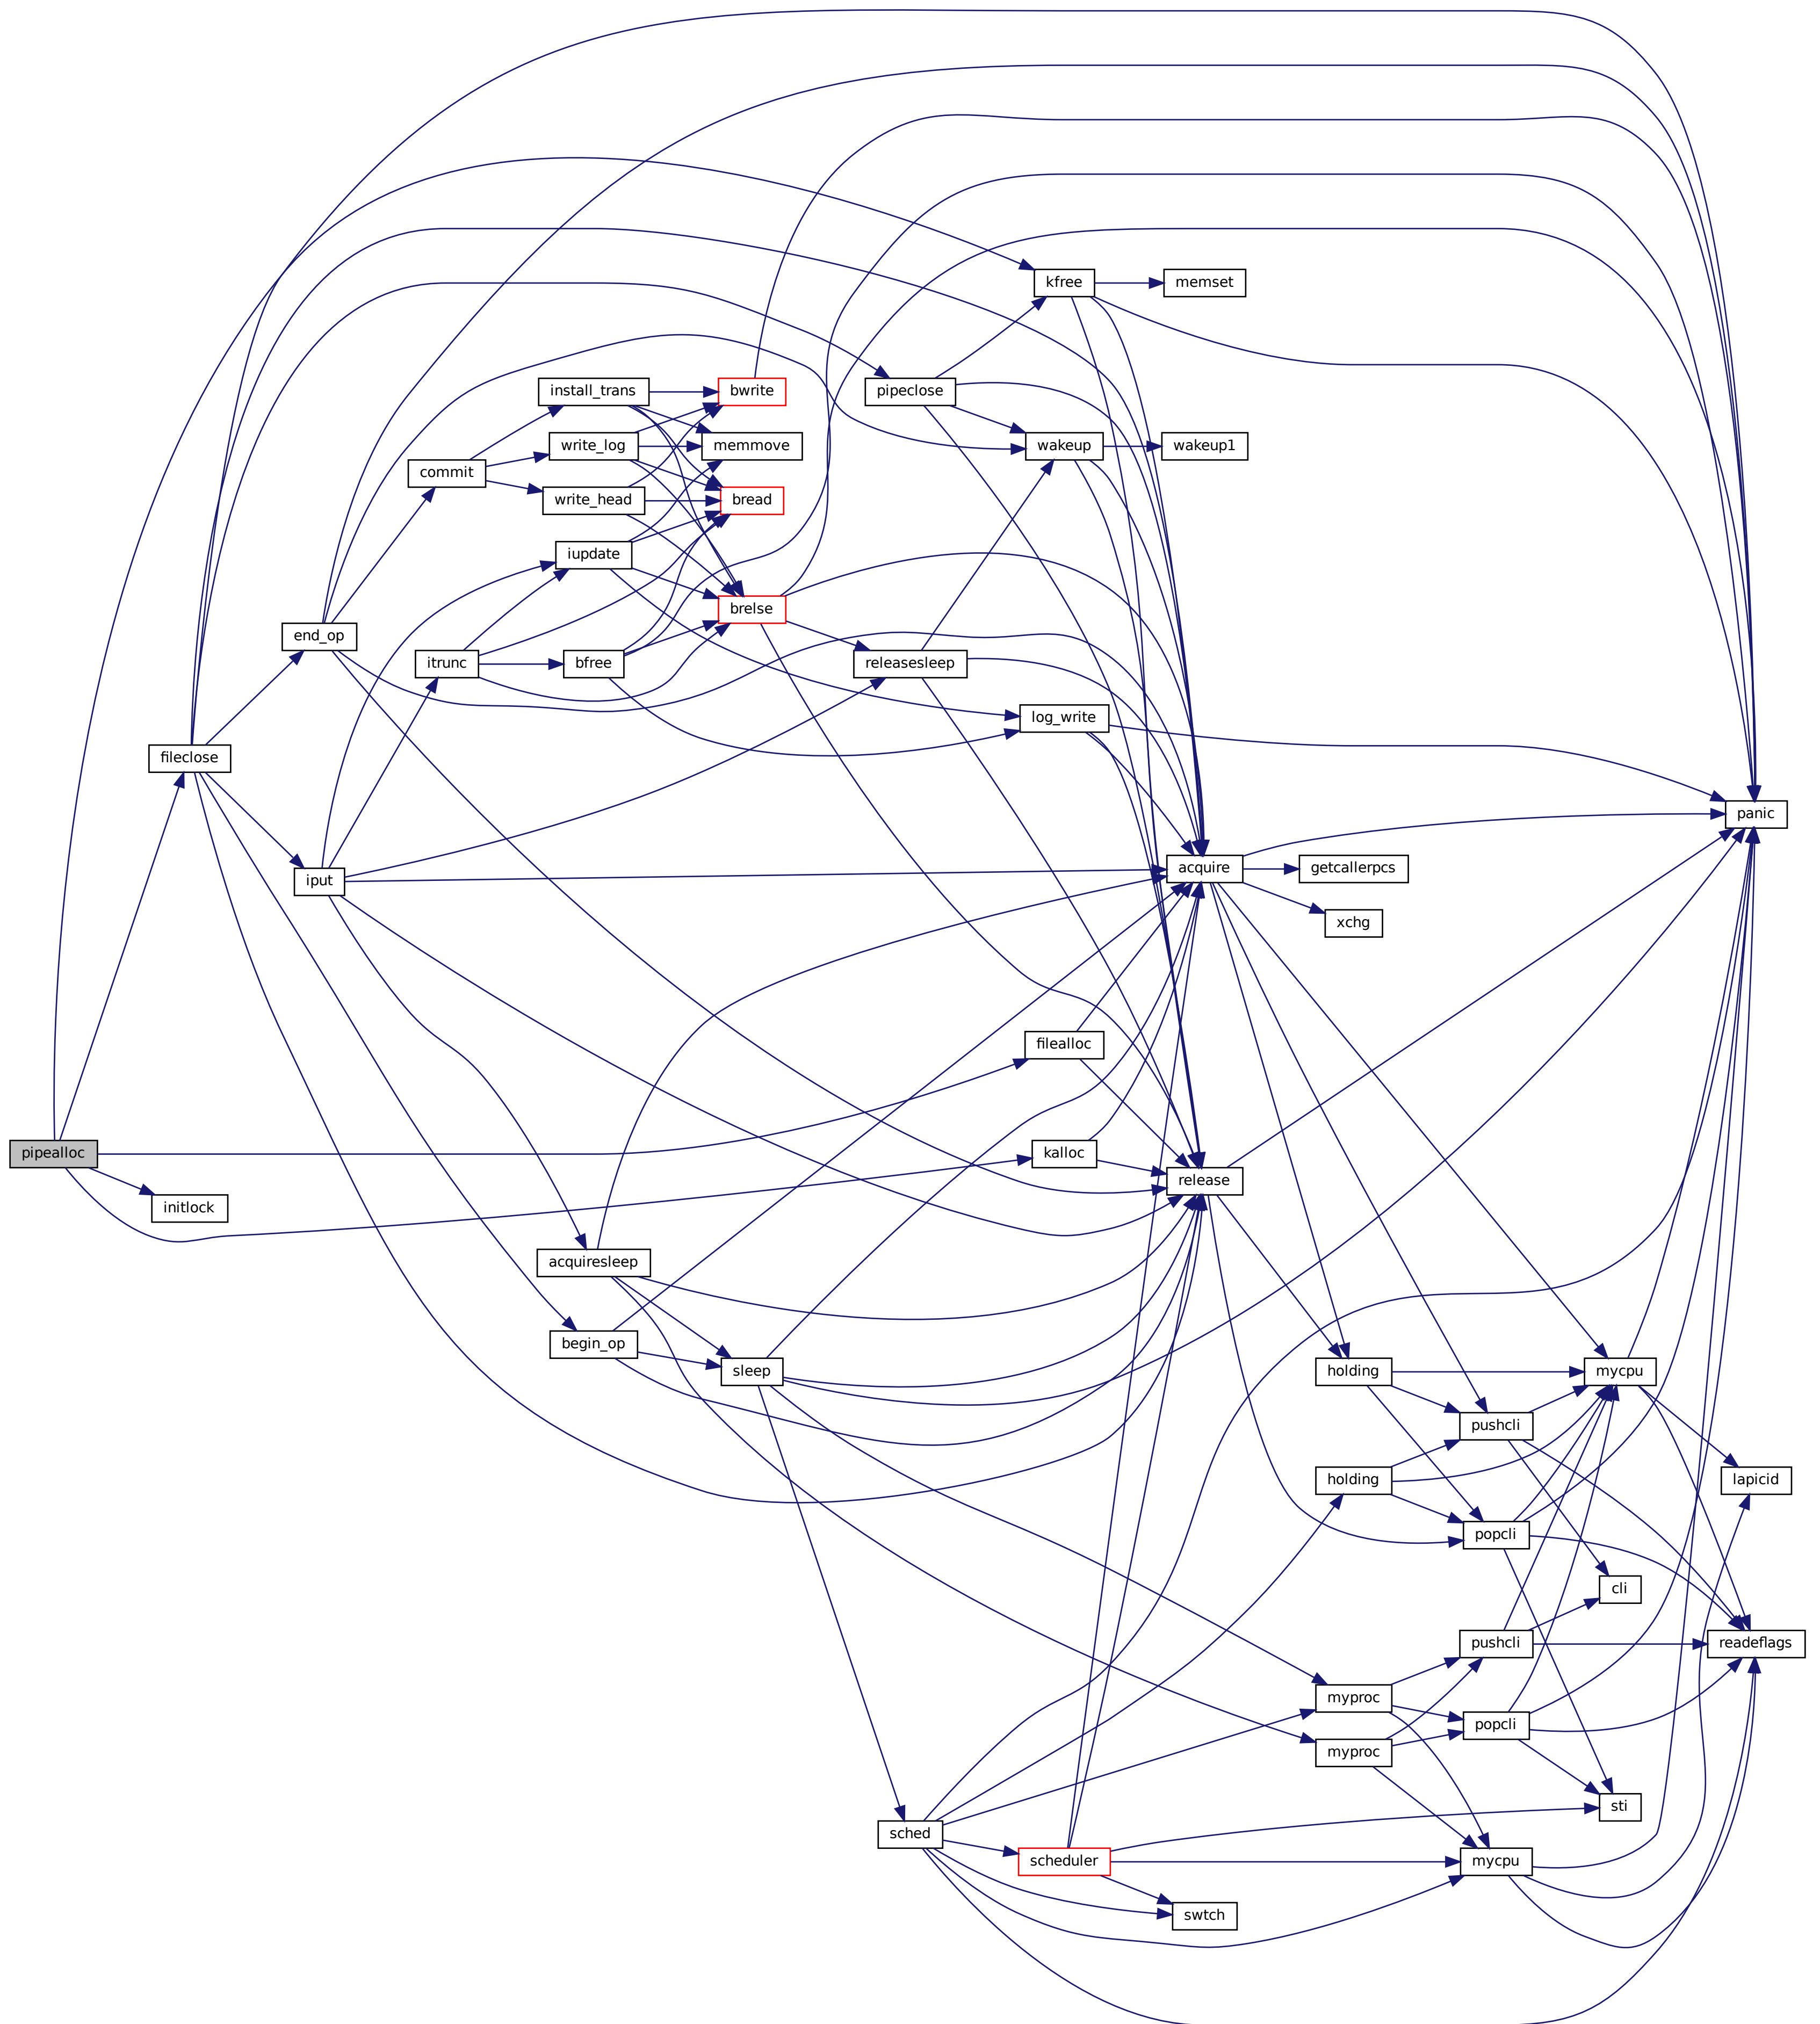 kfree
memset
install_trans
bwrite
pipeclose
write_log
memmove
wakeup
wakeup1
commit
write_head
bread
iupdate
brelse
end_op
itrunc
bfree
releasesleep
log_write
fileclose
panic
iput
acquire
getcallerpcs
xchg
filealloc
pipealloc
kalloc
release
initlock
acquiresleep
begin_op
sleep
holding
mycpu
pushcli
holding
lapicid
popcli
cli
pushcli
readeflags
myproc
popcli
myproc
sti
sched
scheduler
mycpu
swtch